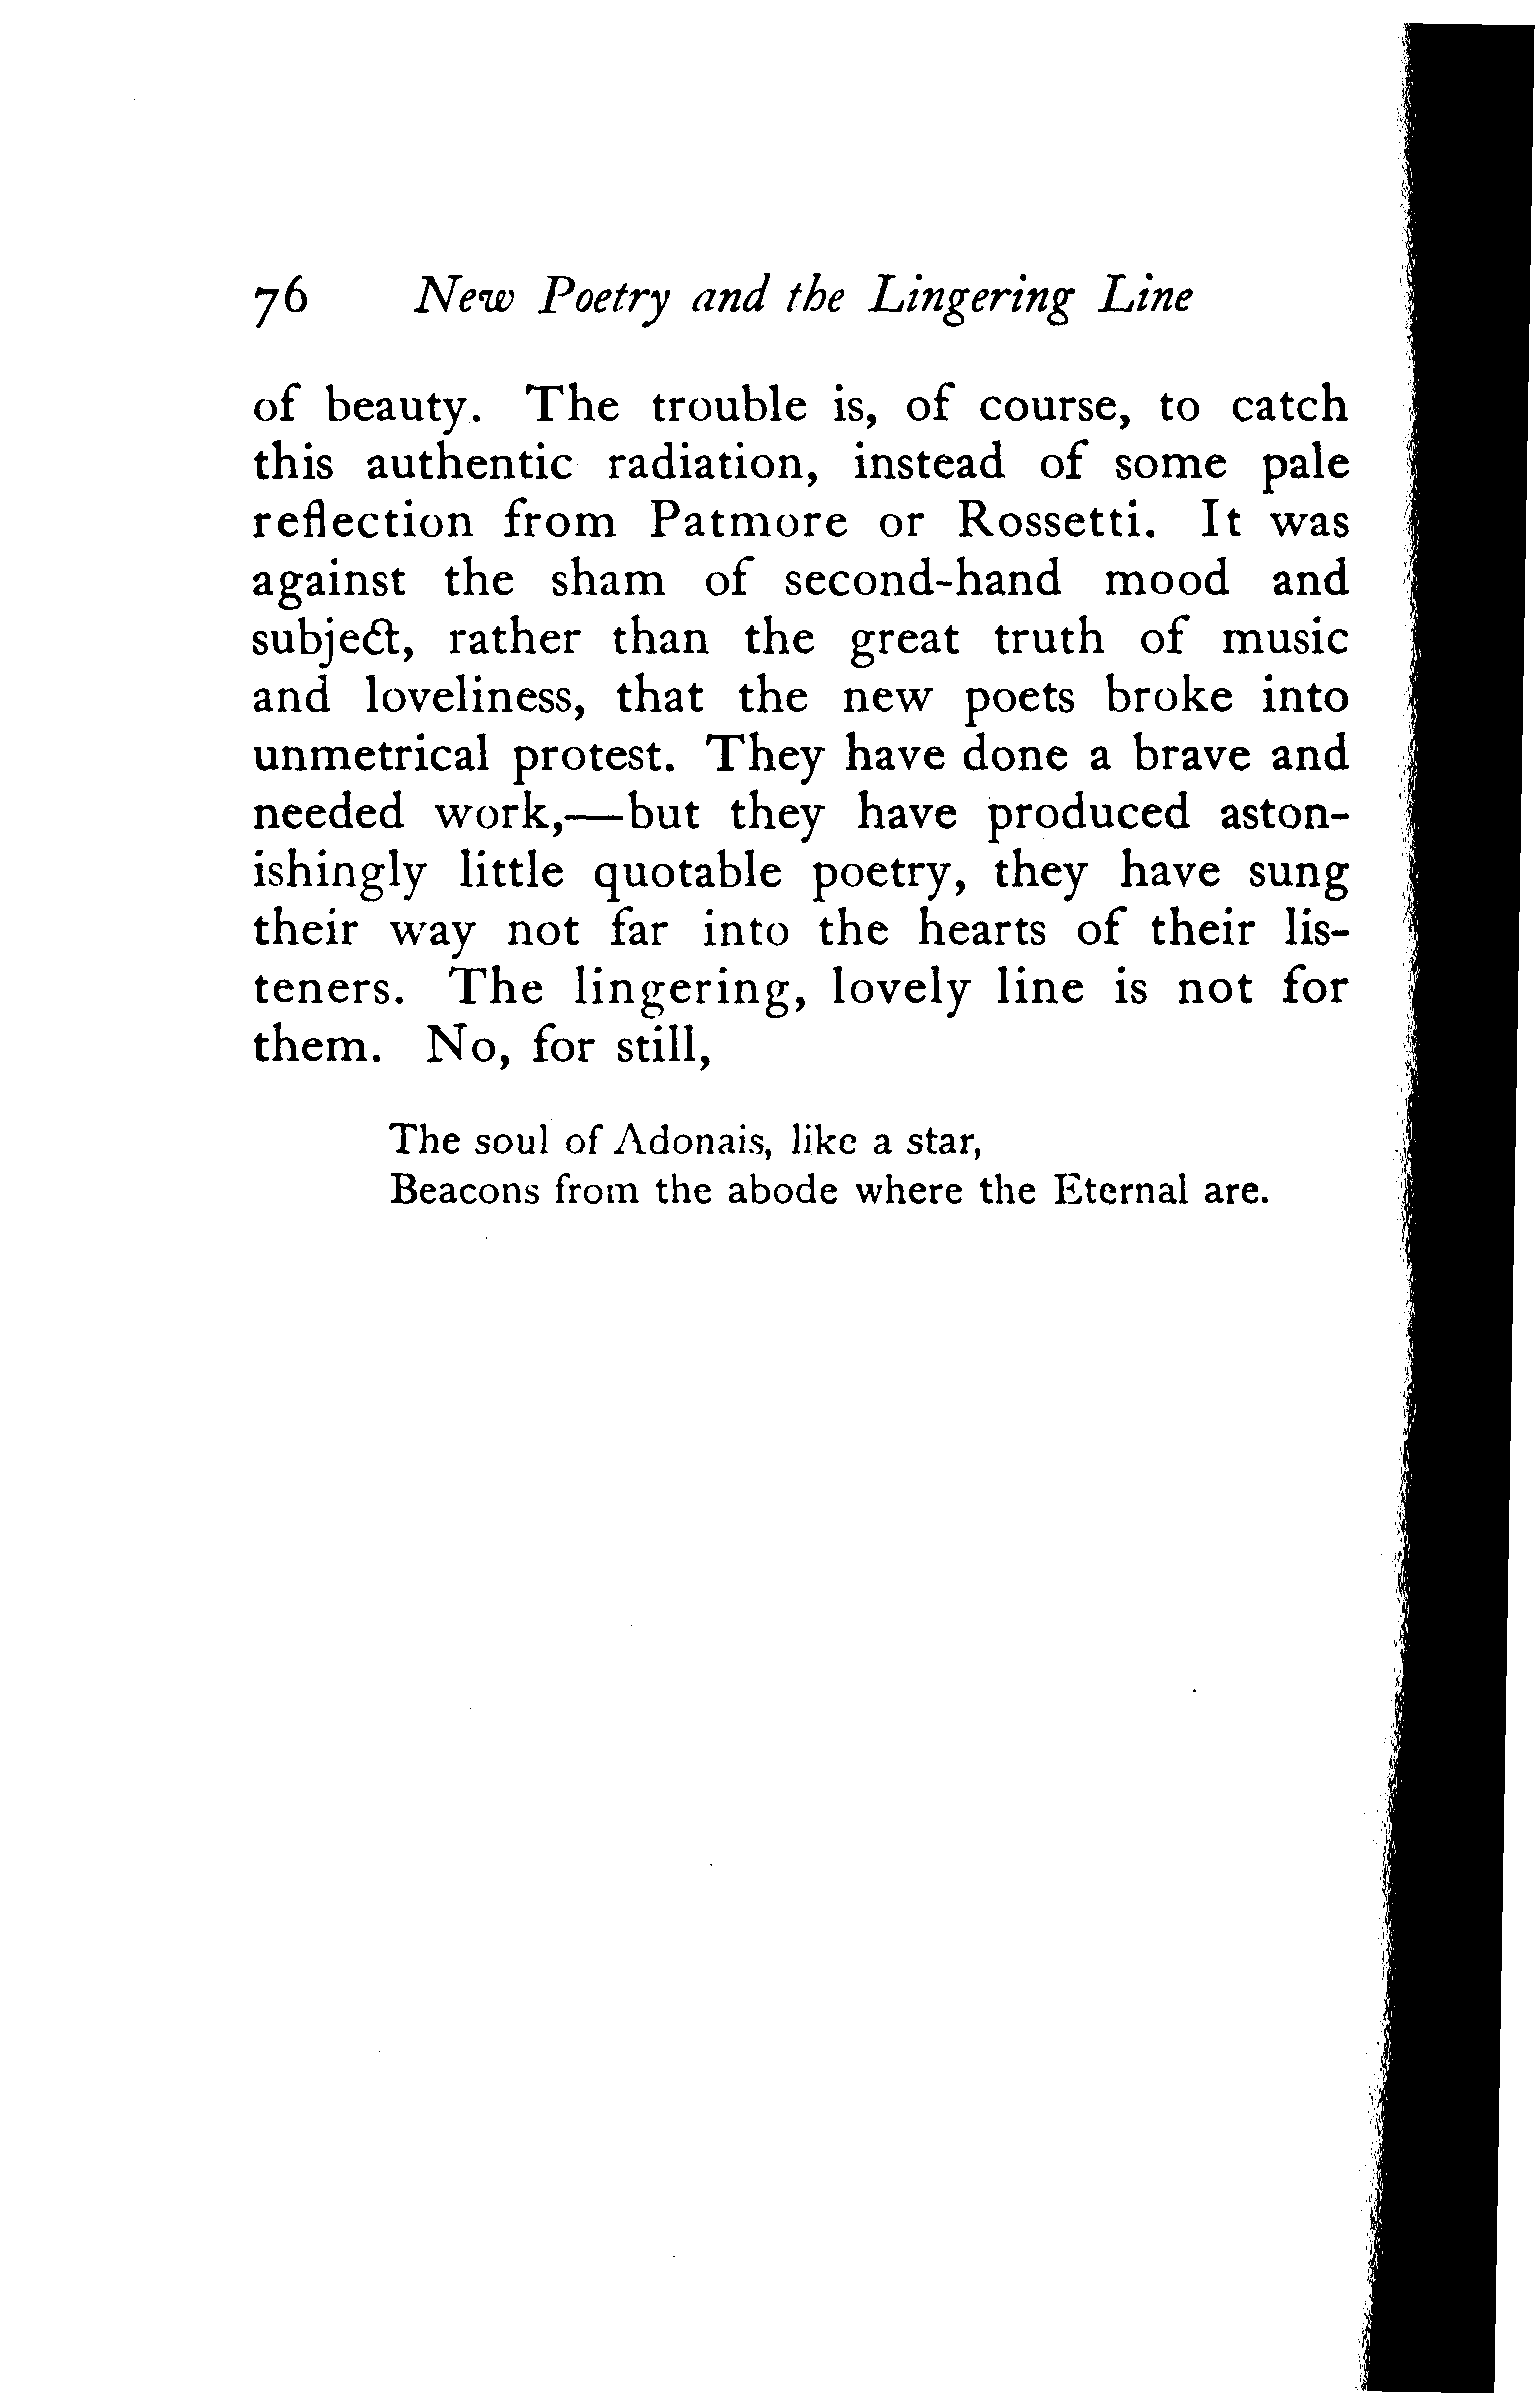 76 New Poetry and the Lingering Line
of beauty. The trouble is, of course, to catch
this authentic radiation, instead of some pale
reflection from Patmore or Rossetti. It was
against the sham of second-hand mood and
subject, rather than the great truth of music
and loveliness, that the new poets broke into
unmetrical protest. They have done a brave and
needed work,—but they have produced aston-
ishingly little quotable poetry, they have sung
their way not far into the hearts of their lis-
teners. The lingering, lovely line is not for
them. No, for still,
The soul of Adonais, like a star,
Beacons from the abode where the Eternal are.